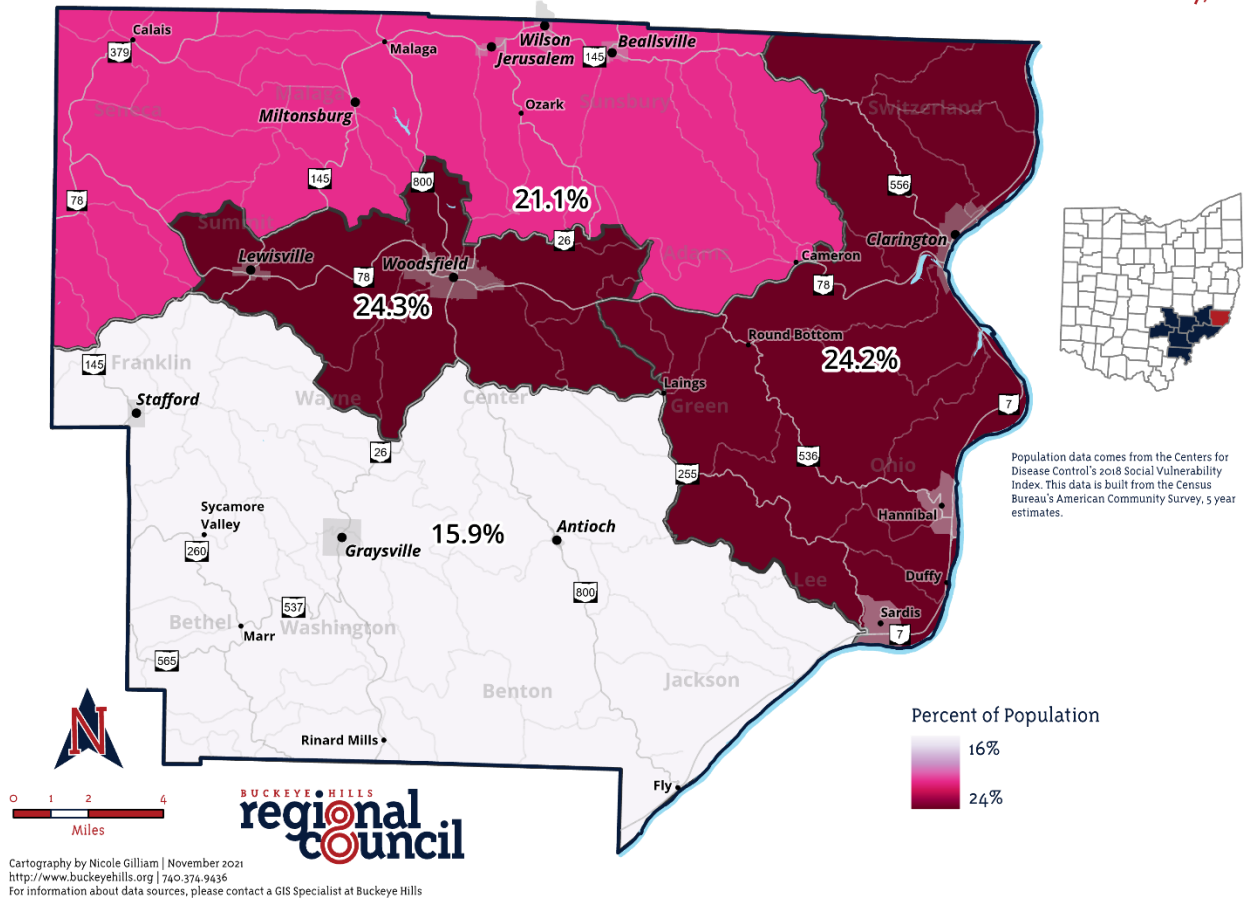 Calais
379
Malaga
Wilson
Jerusalem
145
Beallsville
Seneca
Malaga
Miltonsburg
Ozark
Sunsbury
Switzerland
78
145
800
21.1%
556
Summit
26
Adams
Clarington
Lewisville
78
Woodsfield
Cameron
78
24.3%
Round Bottom
24.2%
145
Franklin
Stafford
Wayne
Center
Laings
Green
7
26
255
536
Ohio
Population data comes from the Centers for
Disease Control's 2018 Social Vulnerability
Index. This data is built from the Census
Bureau's American Community Survey, 5 year
estimates.
Sycamore
Valley
260
Graysville
15.9%
Antioch
Hannibal
800
Lee
Duffy
537
Bethel
Marr
Washington
Sardis
7
565
Benton
Jackson
N
Rinard Mills
Fly
Percent of Population
16%
24%
0 1 2 4
Miles
BUCKEYE HILLS
regional
council
Cartography by Nicole Gilliam | November 2021
http://www.buckeyehills.org | 740.374.9436
For information about data sources, please contact a GIS Specialist at Buckeye Hills